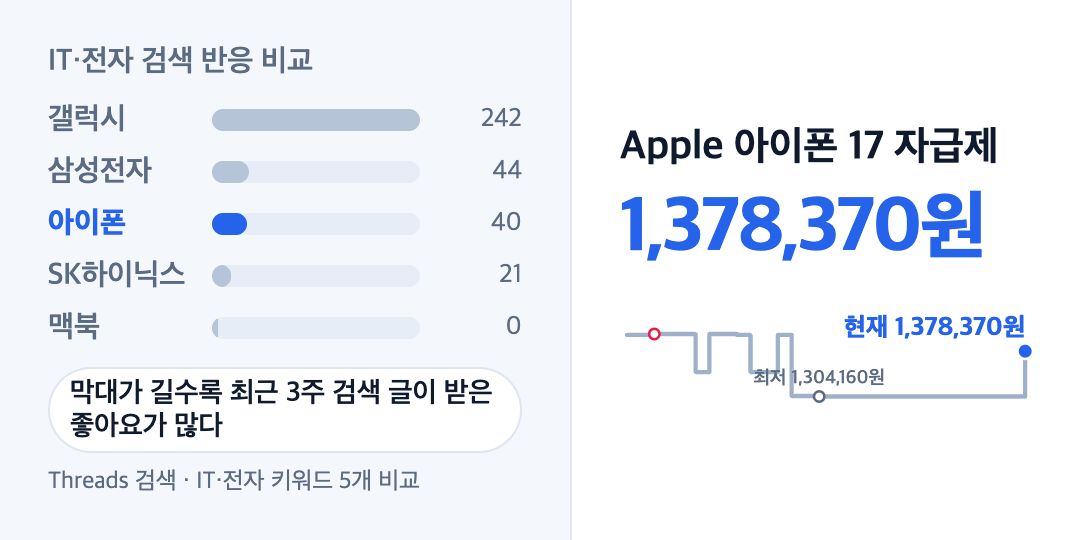 IT·전자 검색 반응 비교
갤럭시 242
삼성전자 44
아이폰 40
SK하이닉스 21
맥북 0
막대가 길수록 최근 3주 검색 글이 받은
좋아요가 많다
Threads 검색 · IT·전자 키워드 5개 비교
Apple 아이폰 17 자급제
1,378,370원
현재 1,378,370원
최저 1,304,160원